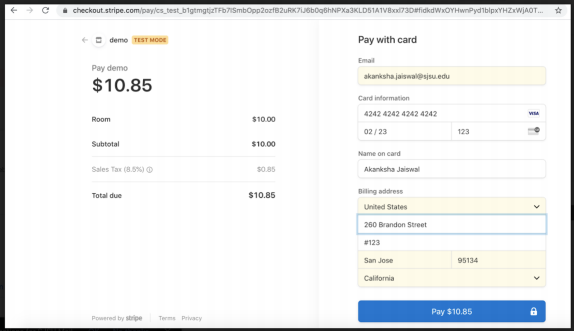 checkout.stripe.com/pay/cs_test_b1gtmgtjzTFb7lSmbOpp2ozfB2uRK7iJ6b0q6hNPXa3KLD51A1V8xxl73D#fidkdWxOYHwnPyd1blpxYHZxWjA0T...
demo TEST MODE
Pay demo
$10.85
Room $10.00
Subtotal $10.00
Sales Tax (8.5%) $0.85
Total due $10.85
Powered by stripe | Terms Privacy
Pay with card
Email
akanksha.jaiswal@sjsu.edu
Card information
4242 4242 4242 4242 VISA
02 / 23 123
Name on card
Akanksha Jaiswal
Billing address
United States
260 Brandon Street
#123
San Jose 95134
California
Pay $10.85